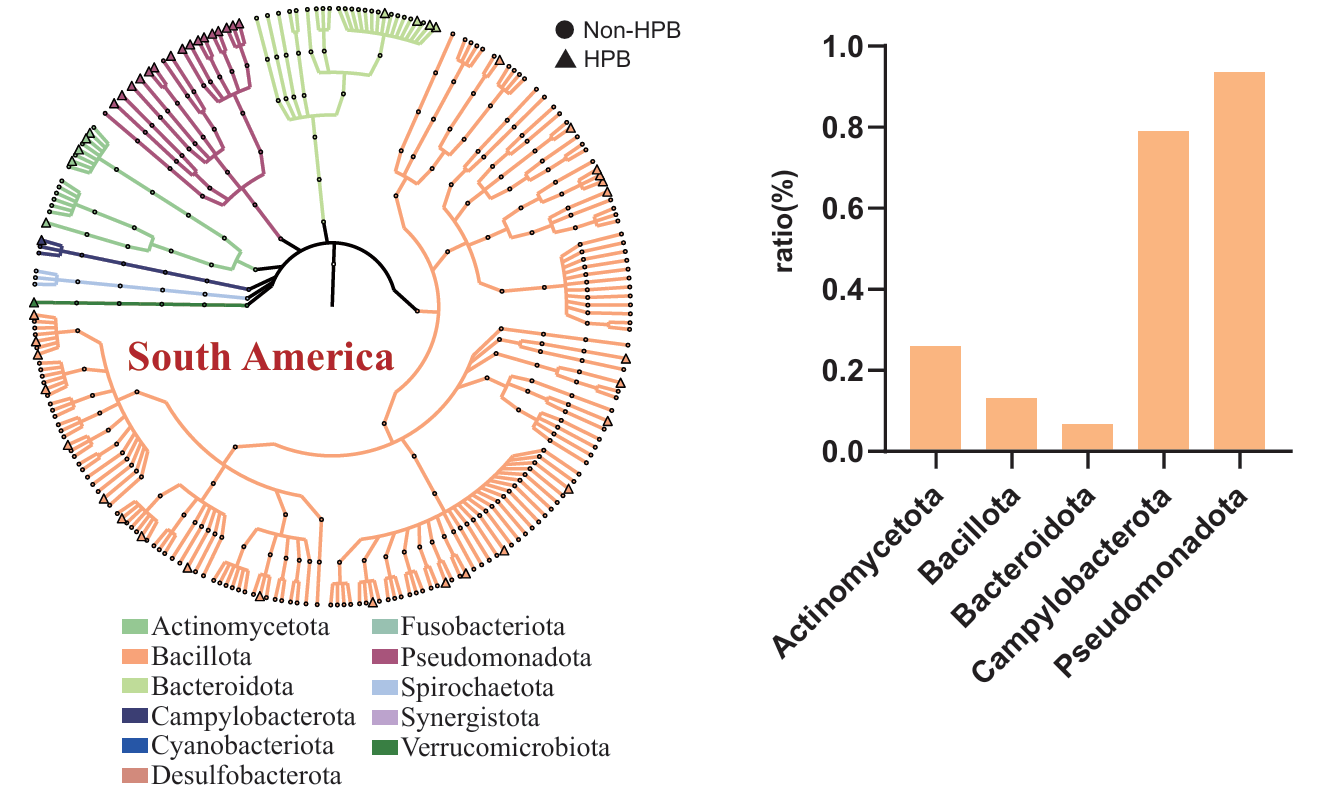 Non-HPB
HPB
South America
Actinomycetota
Bacillota
Bacteroidota
Campylobacterota
Cyanobacteriota
Desulfobacterota
Fusobacteriota
Pseudomonadota
Spirochaetota
Synergistota
Verrucomicrobiota
ratio(%)
1.0
0.8
0.6
0.4
0.2
0.0
Actinomycetota
Bacillota
Bacteroidota
Campylobacterota
Pseudomonadota